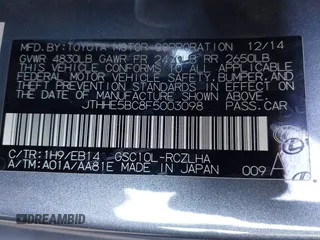 MFD.BY:TOYOTA MOTOR CORPORATION 12/14
GVWR 4830LB GAWR FR 2470LB RR 2650LB
THIS VEHICLE CONFORMS TO ALL APPLICABLE
FEDERAL MOTOR VEHICLE SAFETY, BUMPER, AND
THEFT PREVENTION STANDARDS IN EFFECT ON
THE DATE OF MANUFACTURE SHOWN ABOVE.
JTHHE5BC8F5003098 PASS.CAR
C/TR:1H9/EB14 GSC10L-RCZLHA
A/TM:A01A/AA81E MADE IN JAPAN 009 A
DREAMBID